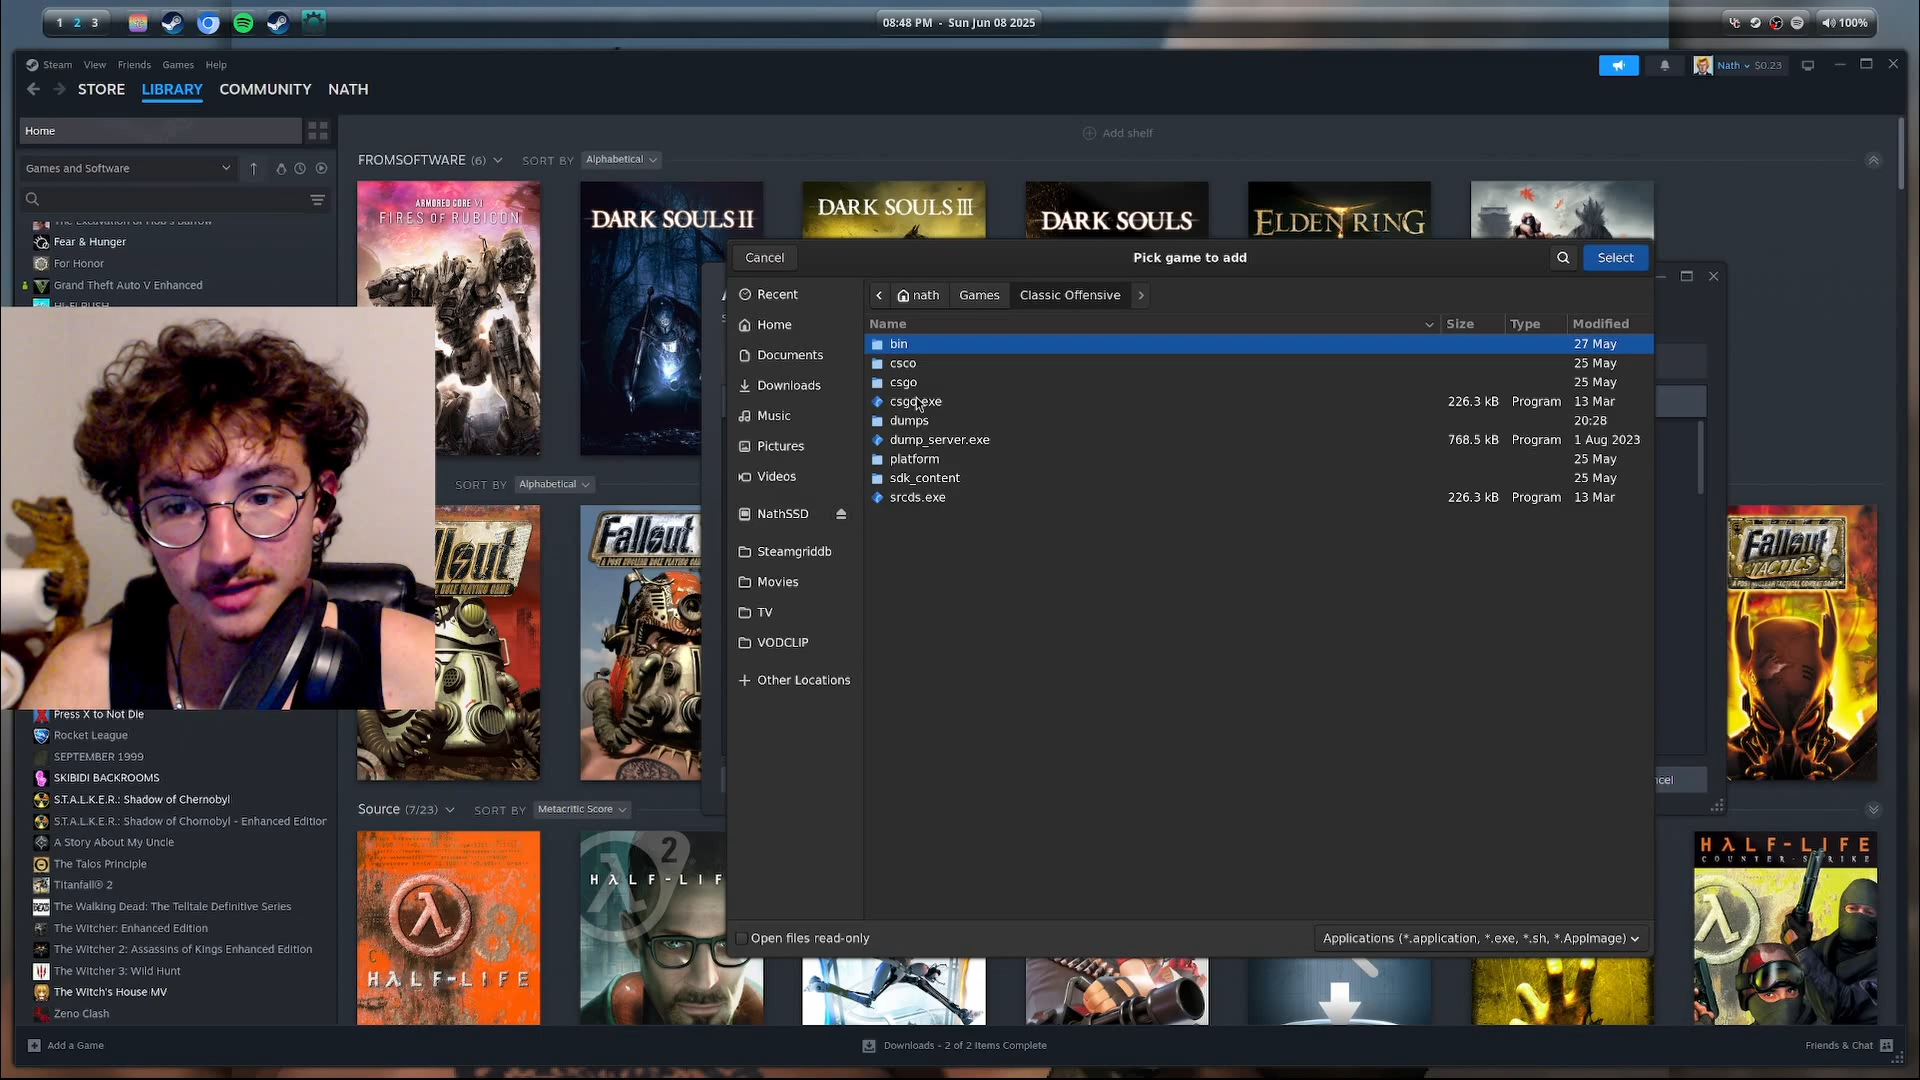 1 2 3
08:48 PM - Sun Jun 08 2025
100%
Steam View Friends Games Help
Nath $0.23
STORE LIBRARY COMMUNITY NATH
Home
Add shelf
Games and Software
FROMSOFTWARE (6) SORT BY Alphabetical
ARMORED CORE VI
FIRES OF RUBICON
DARK SOULS II
DARK SOULS III
DARK SOULS
ELDEN RING
Fear & Hunger
For Honor
Grand Theft Auto V Enhanced
Hi-Fi RUSH
Cancel
Pick game to add
Select
Recent
Home
Documents
Downloads
Music
Pictures
Videos
NathSSD
Steamgriddb
Movies
TV
VODCLIP
Other Locations
nath Games Classic Offensive
Name Size Type Modified
bin 27 May
csco 25 May
csgo 25 May
csgo.exe 226.3 kB Program 13 Mar
dumps 20:28
dump_server.exe 768.5 kB Program 1 Aug 2023
platform 25 May
sdk_content 25 May
srcds.exe 226.3 kB Program 13 Mar
Open files read-only
Applications (*.application, *.exe, *.sh, *.AppImage)
SORT BY Alphabetical
Fallout
Fallout
TACTICS
ncel
Press X to Not Die
Rocket League
SEPTEMBER 1999
SKIBIDI BACKROOMS
S.T.A.L.K.E.R.: Shadow of Chernobyl
S.T.A.L.K.E.R.: Shadow of Chornobyl - Enhanced Edition
A Story About My Uncle
The Talos Principle
Titanfall® 2
The Walking Dead: The Telltale Definitive Series
The Witcher: Enhanced Edition
The Witcher 2: Assassins of Kings Enhanced Edition
The Witcher 3: Wild Hunt
The Witch's House MV
Zeno Clash
Source (7/23) SORT BY Metacritic Score
HALF-LIFE
2
HALF-LIF
HALF-LIFE
COUNTER-STRIKE
Add a Game
Downloads - 2 of 2 Items Complete
Friends & Chat